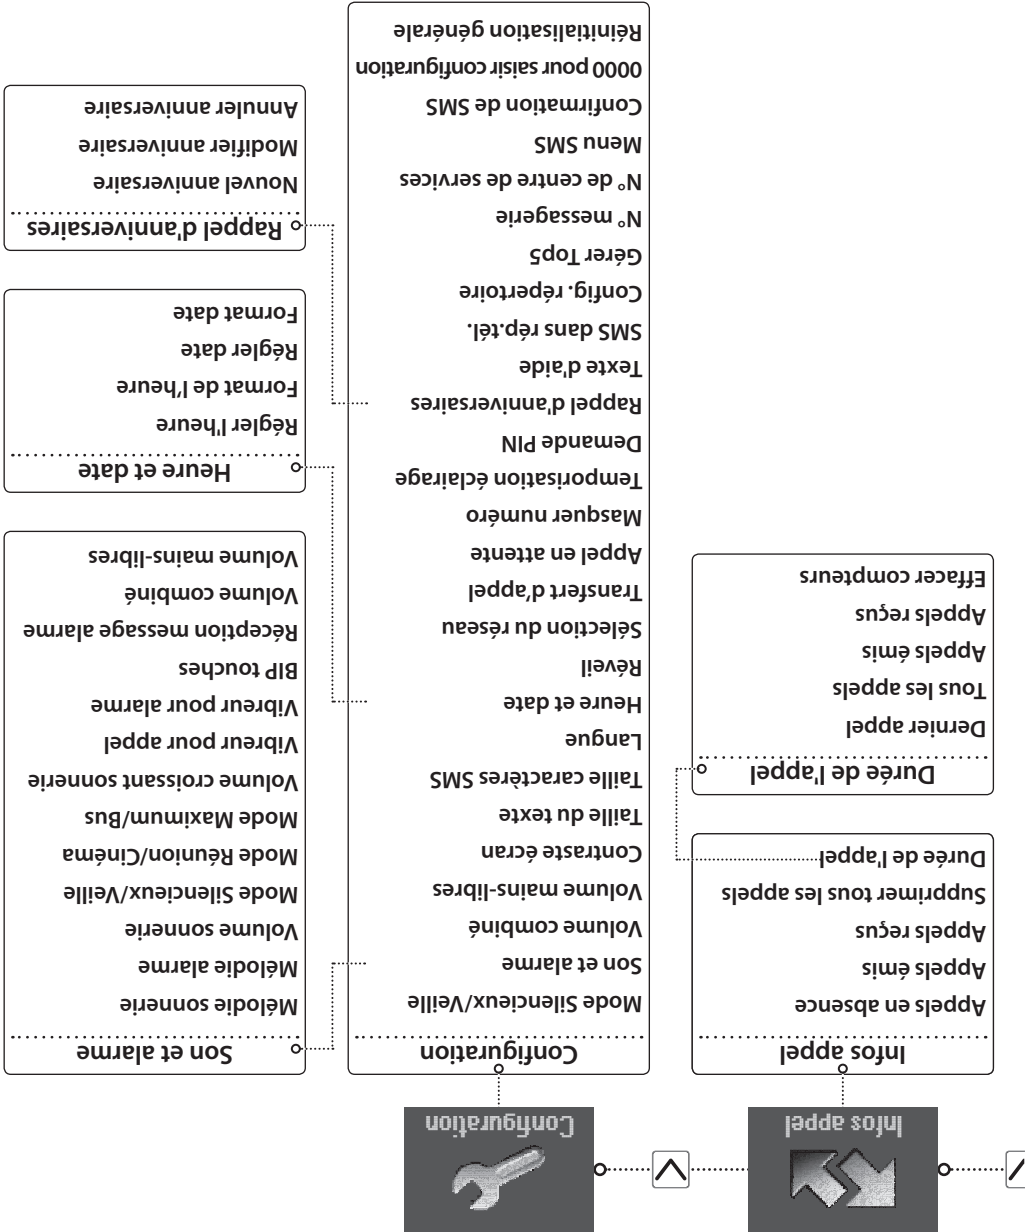 Infos appel
Infos appel
Appels en absence
Appels émis
Appels reçus
Supprimer tous les appels
Durée de l'appel
Durée de l'appel
Dernier appel
Tous les appels
Appels émis
Appels reçus
Effacer compteurs
Configuration
Configuration
Mode Silencieux/Veille
Son et alarme
Volume combiné
Volume mains-libres
Contraste écran
Taille du texte
Taille caractères SMS
Langue
Heure et date
Réveil
Sélection du réseau
Transfert d'appel
Appel en attente
Masquer numéro
Temporisation éclairage
Demande PIN
Rappel d'anniversaires
Texte d'aide
SMS dans rép.tél.
Config. répertoire
Gérer Top5
N° messagerie
N° de centre de services
Menu SMS
Confirmation de SMS
0000 pour saisir configuration
Réinitialisation générale
Son et alarme
Mélodie sonnerie
Mélodie alarme
Volume sonnerie
Mode Silencieux/Veille
Mode Réunion/Cinéma
Mode Maximum/Bus
Volume croissant sonnerie
Vibreur pour appel
Vibreur pour alarme
BIP touches
Réception message alarme
Volume combiné
Volume mains-libres
Heure et date
Régler l'heure
Format de l'heure
Régler date
Format date
Rappel d'anniversaires
Nouvel anniversaire
Modifier anniversaire
Annuler anniversaire